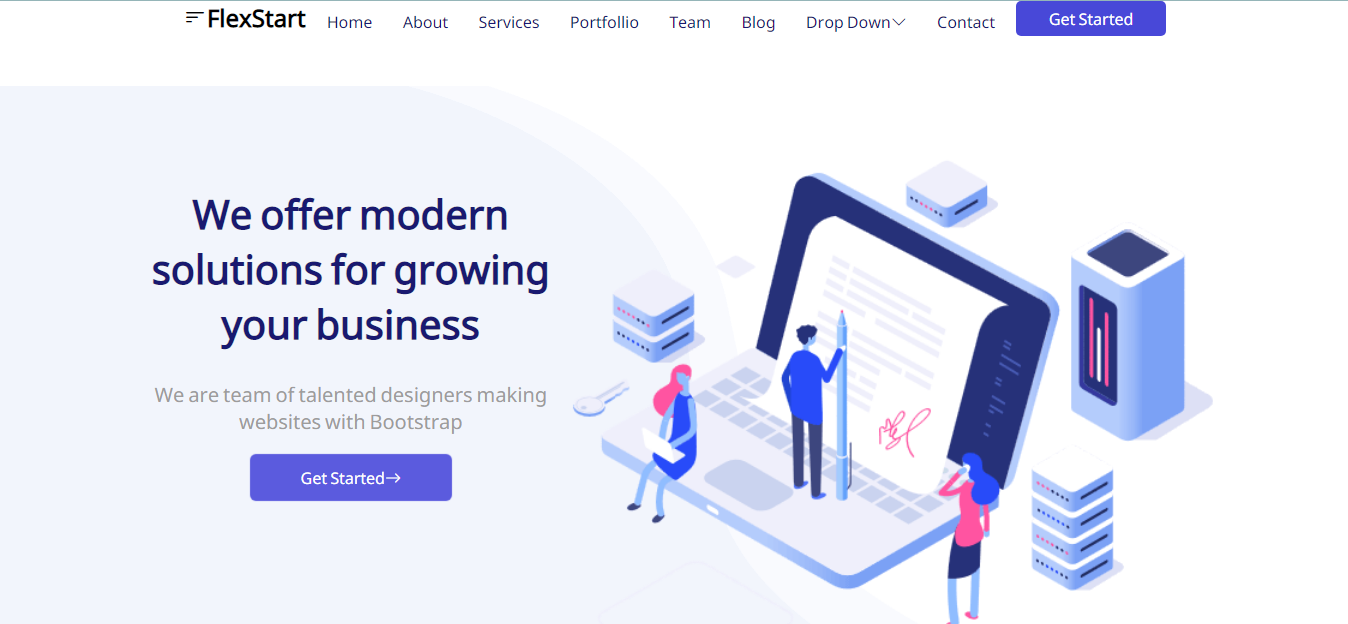 FlexStart Home About Services Portfollio Team Blog Drop Down Contact Get Started
We offer modern
solutions for growing
your business
We are team of talented designers making
websites with Bootstrap
Get Started→